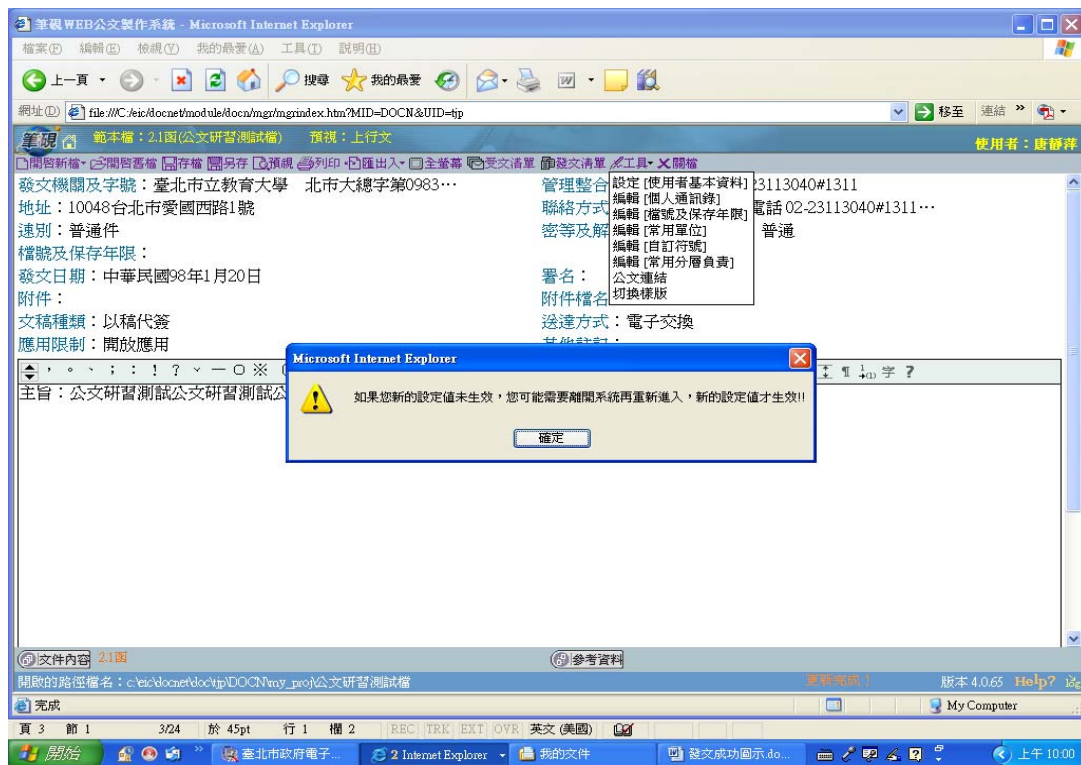 筆硯WEB公文製作系統 - Microsoft Internet Explorer
檔案(F) 編輯(E) 檢視(V) 我的最愛(A) 工具(T) 說明(H)
上一頁 搜尋 我的最愛
網址(D) file:///C:/eic/docnet/module/docn/mgr/mgrindex.htm?MID=DOCN&UID=tjp 移至 連結 »
筆硯 範本檔：2.1函(公文研習測試檔) 預視：上行文 使用者：唐靜萍
開啟新檔 開啟舊檔 存檔 另存 預視 列印 匯出入 全螢幕 受文清單 發文清單 工具 關檔
發文機關及字號：臺北市立教育大學 北市大總字第0983… 管理整合 23113040#1311
設定 [使用者基本資料]
編輯 [個人通訊錄]
編輯 [檔號及保存年限]
編輯 [常用單位]
編輯 [自訂符號]
編輯 [常用分層負責]
公文連結
切換樣版
地址：10048台北市愛國西路1號 聯絡方式 電話 02-23113040#1311…
速別：普通件 密等及解 普通
檔號及保存年限：
發文日期：中華民國98年1月20日 署名：
附件： 附件檔名
文稿種類：以稿代簽 送達方式：電子交換
應用限制：開放應用
， 。 、 ； ： ！ ？ ˇ — ○ ※ 字 ?
主旨：公文研習測試公文研習測試公
Microsoft Internet Explorer
如果您新的設定值未生效，您可能需要離開系統再重新進入，新的設定值才生效!!
確定
文件內容 2.1函 參考資料
開啟的路徑檔名：c:\eic\docnet\doc\tjp\DOCN\my_proj\公文研習測試檔 更新完成！ 版本 4.0.65 Help?
完成 My Computer
頁 3 節 1 3/24 於 45pt 行 1 欄 2 REC TRK EXT OVR 英文 (美國)
開始 » 臺北市政府電子... 2 Internet Explorer 我的文件 發文成功圖示.do... 上午 10:00